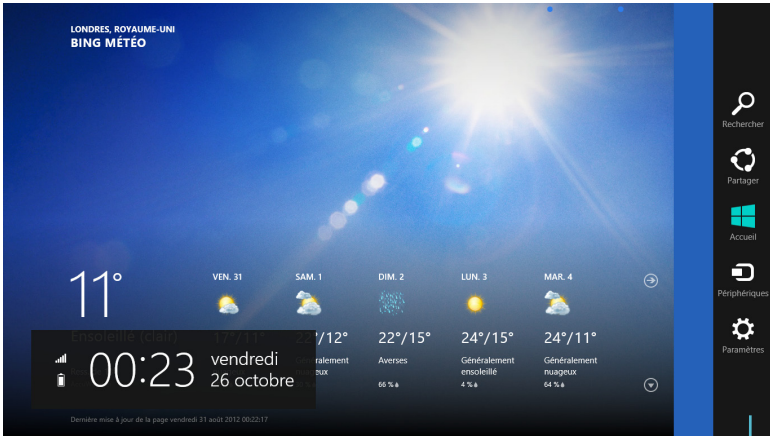 LONDRES, ROYAUME-UNI
BING MÉTÉO
Rechercher
Partager
Accueil
Périphériques
Paramètres
11°
Ensoleillé (clair)
VEN. 31
17°/11°
SAM. 1
22°/12°
DIM. 2
22°/15°
Averses
66 %
LUN. 3
24°/15°
Généralement
ensoleillé
4 %
MAR. 4
24°/11°
Généralement
nuageux
64 %
00:23
vendredi
26 octobre
Dernière mise à jour de la page vendredi 31 août 2012 00:22:17